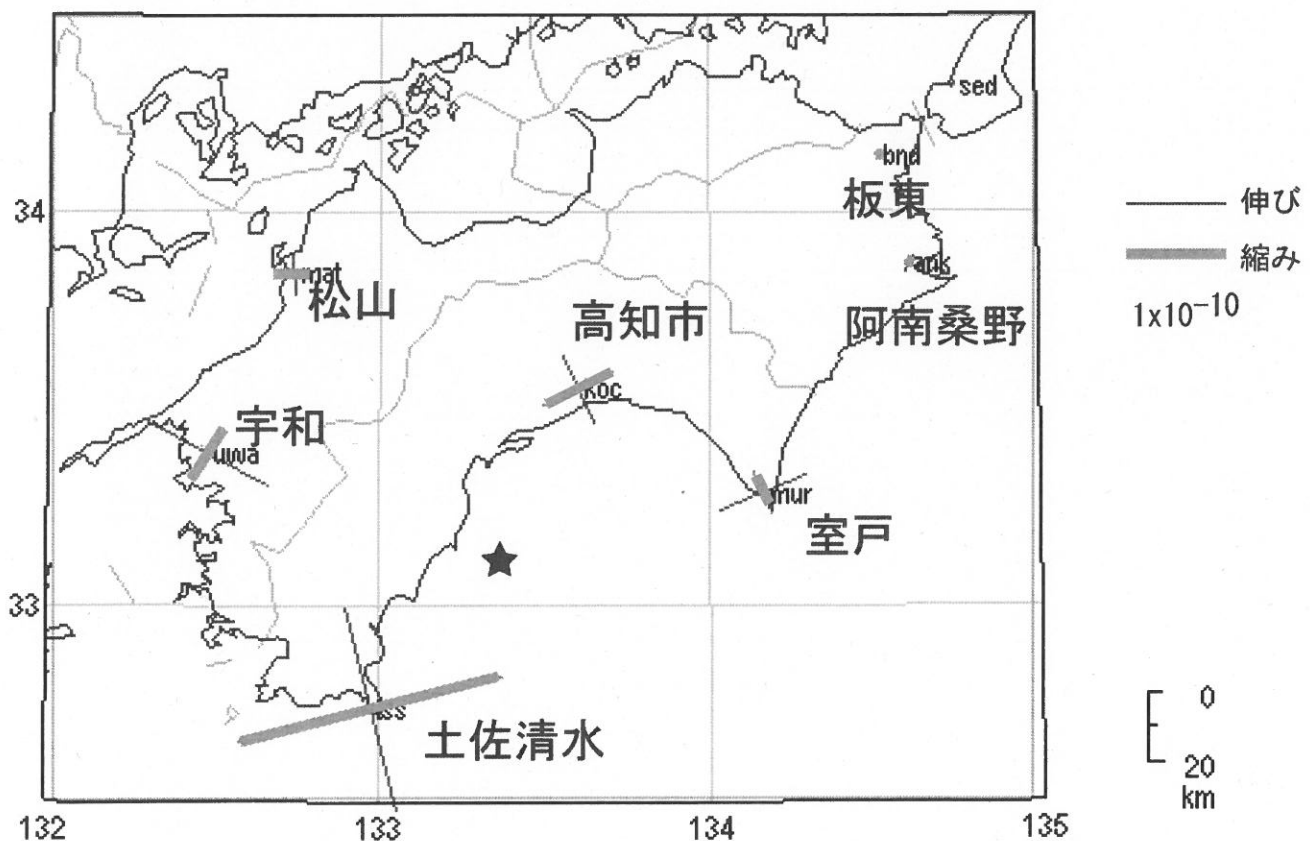 sed
bnd
板東
34
伸び
縮み
1x10⁻¹⁰
mat
松山
ank
阿南桑野
高知市
koc
宇和
uwa
mur
室戸
33
tss
土佐清水
0
20
km
132
133
134
135